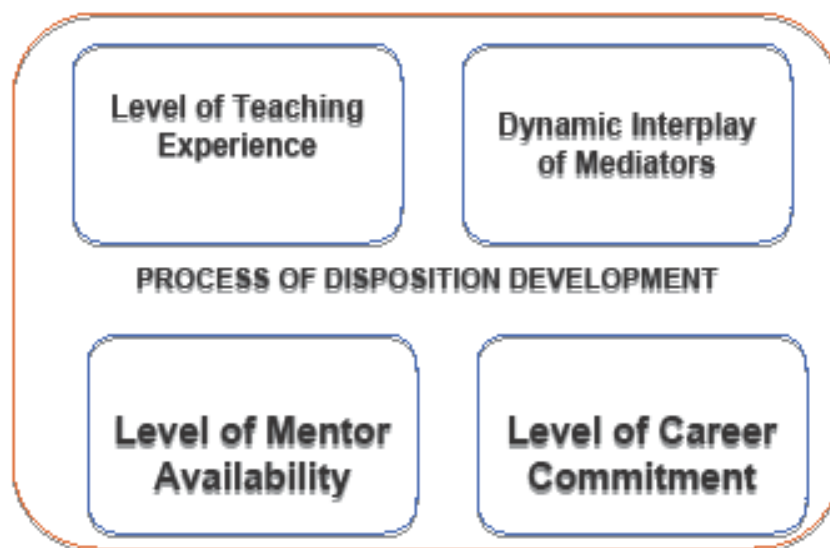 Level of Teaching
Experience
Dynamic Interplay
of Mediators
PROCESS OF DISPOSITION DEVELOPMENT
Level of Mentor
Availability
Level of Career
Commitment